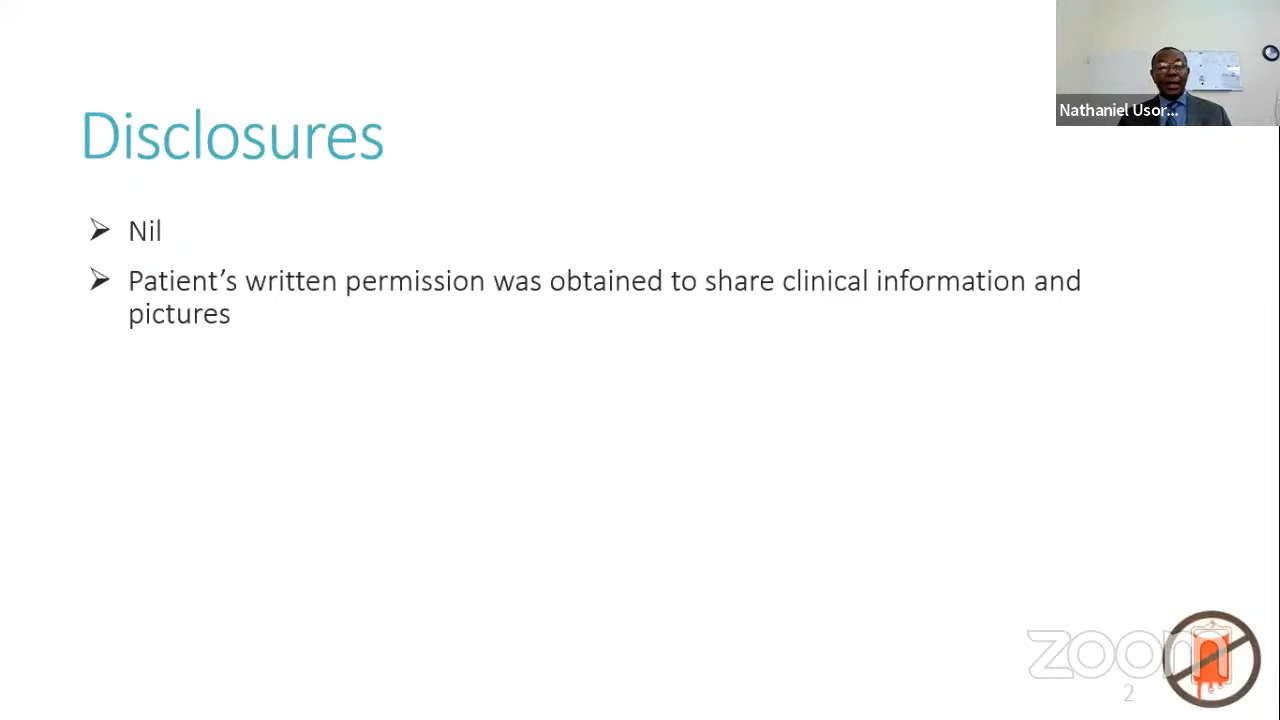 Nathaniel Usor...
Disclosures
Nil
Patient's written permission was obtained to share clinical information and
pictures
zoom
2